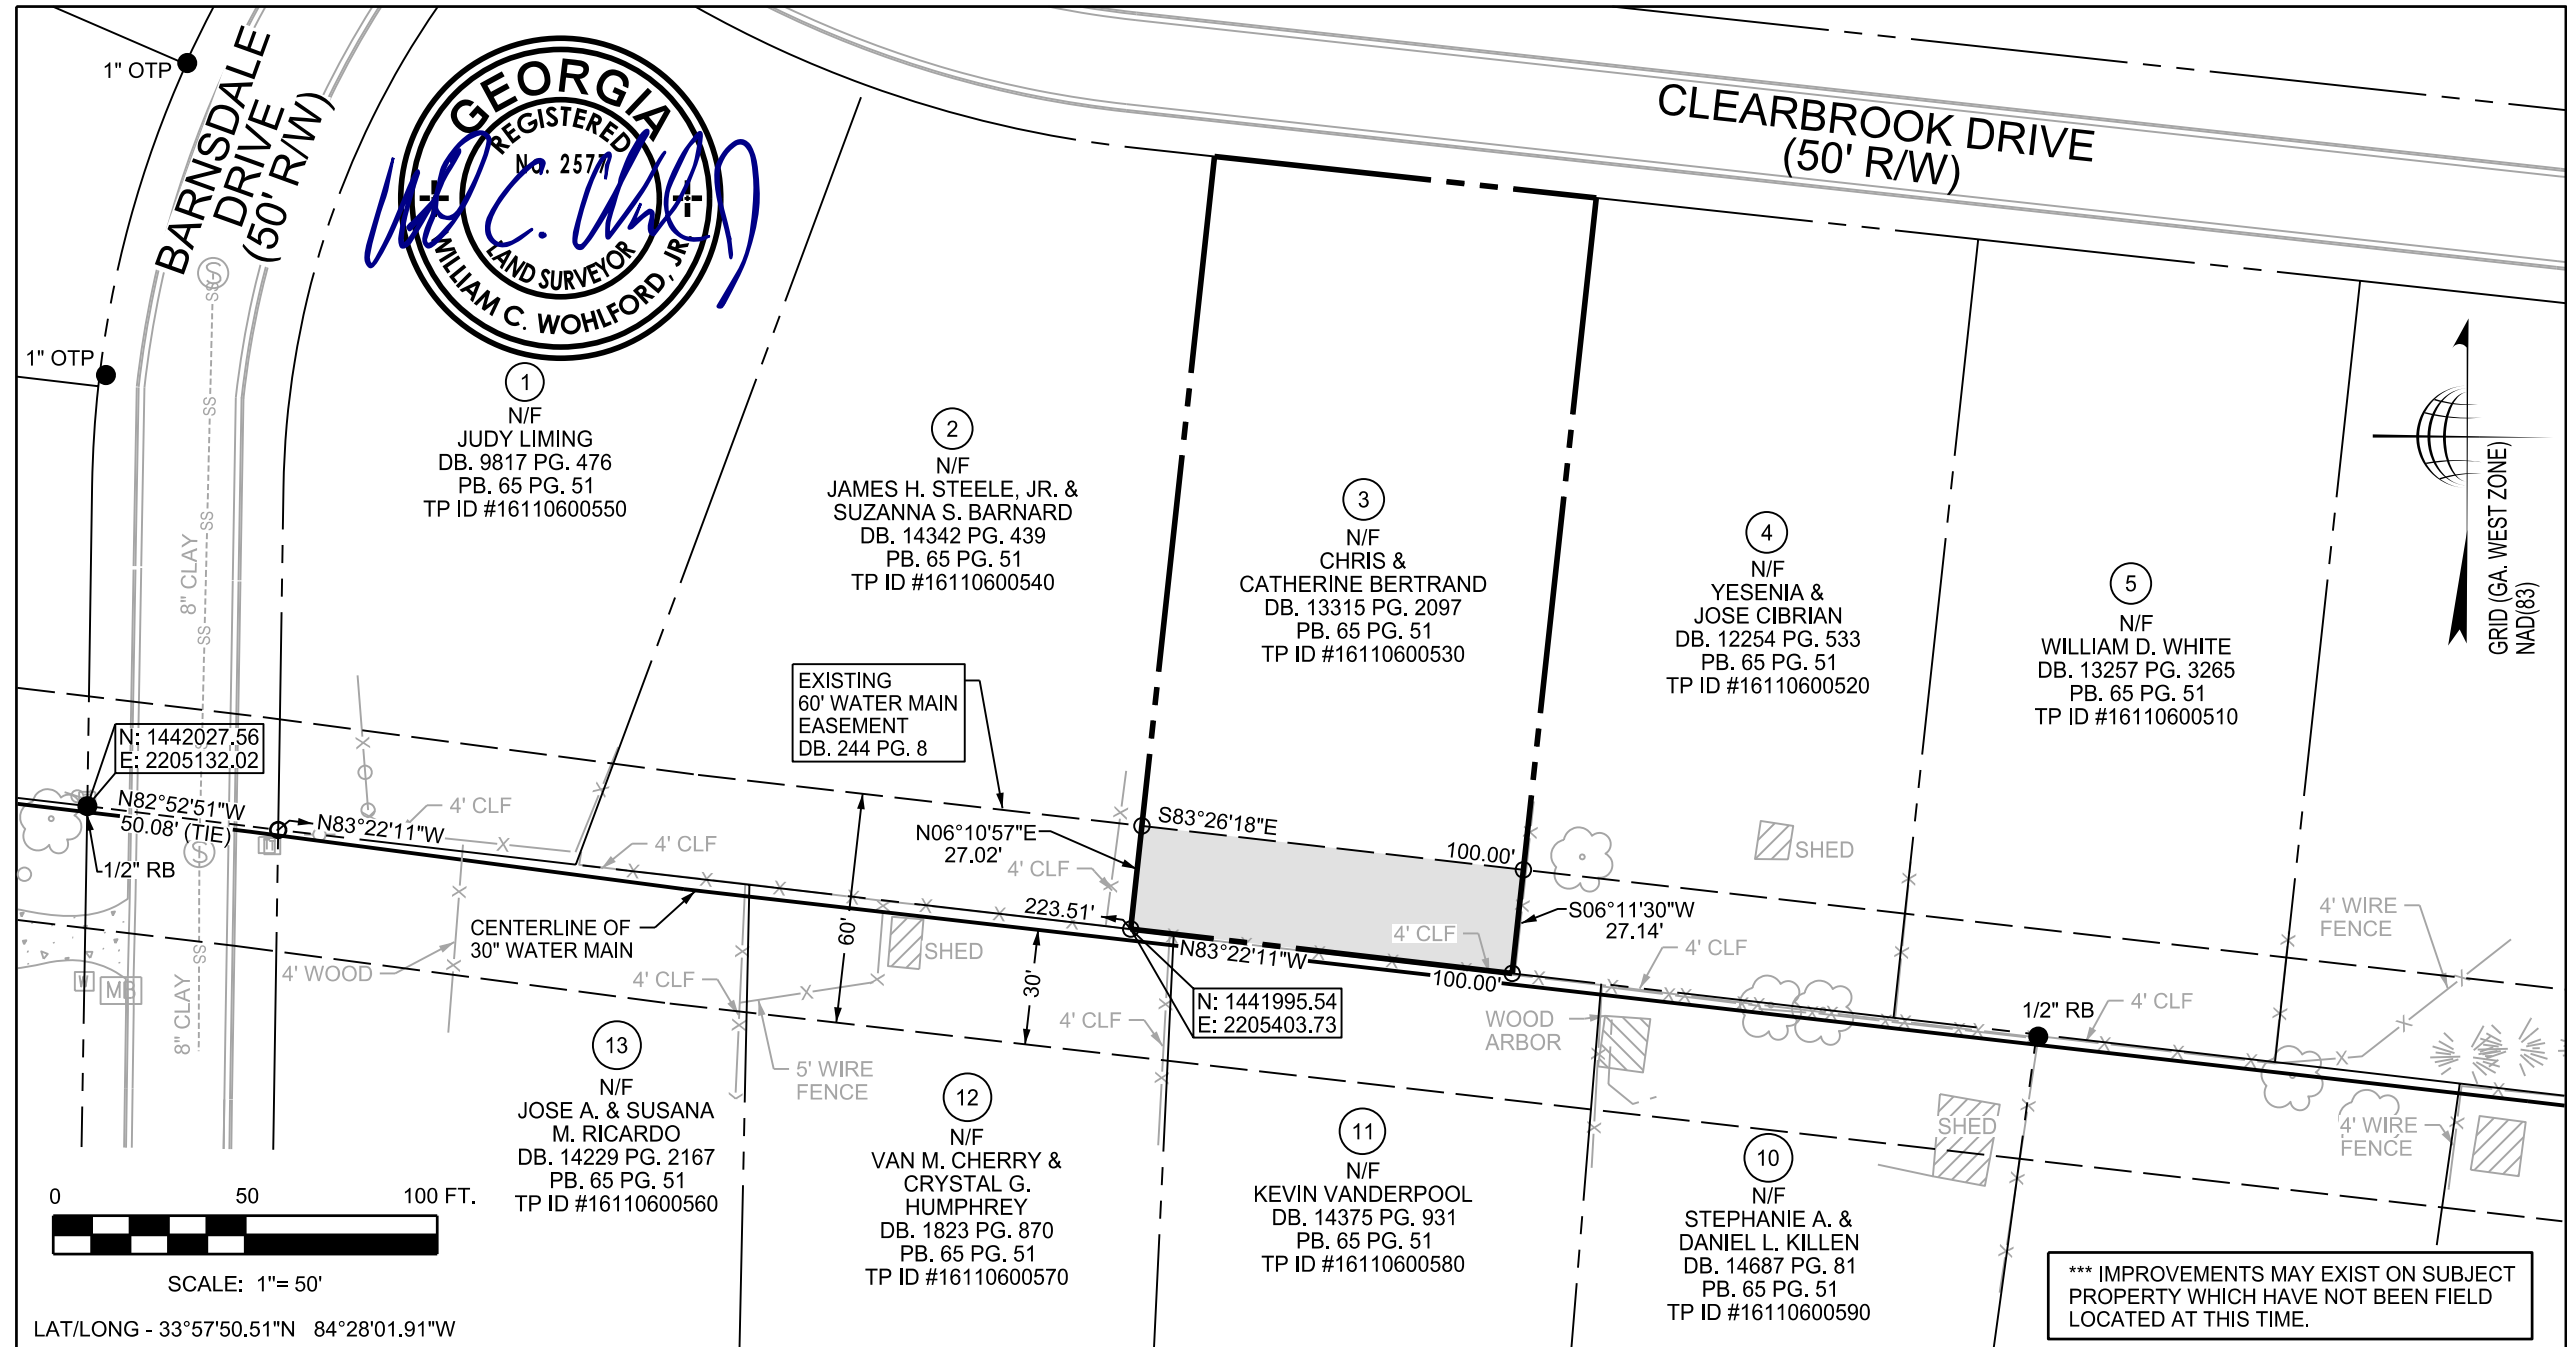 1" OTP
BARNSDALE
DRIVE
(50' R/W)
GEORGIA
REGISTERED
No. 2577
LAND SURVEYOR
WILLIAM C. WOHLFORD, JR.
CLEARBROOK DRIVE
(50' R/W)
1" OTP
S
SS
SS
8" CLAY
SS
SS
1
N/F
JUDY LIMING
DB. 9817 PG. 476
PB. 65 PG. 51
TP ID #16110600550
2
N/F
JAMES H. STEELE, JR. &
SUZANNA S. BARNARD
DB. 14342 PG. 439
PB. 65 PG. 51
TP ID #16110600540
3
N/F
CHRIS &
CATHERINE BERTRAND
DB. 13315 PG. 2097
PB. 65 PG. 51
TP ID #16110600530
4
N/F
YESENIA &
JOSE CIBRIAN
DB. 12254 PG. 533
PB. 65 PG. 51
TP ID #16110600520
5
N/F
WILLIAM D. WHITE
DB. 13257 PG. 3265
PB. 65 PG. 51
TP ID #16110600510
GRID (GA. WEST ZONE)
NAD(83)
EXISTING
60' WATER MAIN
EASEMENT
DB. 244 PG. 8
N: 1442027.56
E: 2205132.02
N82°52'51"W
50.08' (TIE)
N83°22'11"W
4' CLF
4' CLF
1/2" RB
S
E
CENTERLINE OF
30" WATER MAIN
4' WOOD
W
MB
8" CLAY
SS
4' CLF
5' WIRE
FENCE
60'
SHED
30'
N06°10'57"E
27.02'
4' CLF
223.51'
S83°26'18"E
100.00'
4' CLF
N83°22'11"W
100.00'
N: 1441995.54
E: 2205403.73
4' CLF
S06°11'30"W
27.14'
SHED
4' CLF
WOOD
ARBOR
1/2" RB
4' CLF
4' WIRE
FENCE
SHED
4' WIRE
FENCE
13
N/F
JOSE A. & SUSANA
M. RICARDO
DB. 14229 PG. 2167
PB. 65 PG. 51
TP ID #16110600560
12
N/F
VAN M. CHERRY &
CRYSTAL G.
HUMPHREY
DB. 1823 PG. 870
PB. 65 PG. 51
TP ID #16110600570
11
N/F
KEVIN VANDERPOOL
DB. 14375 PG. 931
PB. 65 PG. 51
TP ID #16110600580
10
N/F
STEPHANIE A. &
DANIEL L. KILLEN
DB. 14687 PG. 81
PB. 65 PG. 51
TP ID #16110600590
0 50 100 FT.
SCALE: 1"= 50'
LAT/LONG - 33°57'50.51"N 84°28'01.91"W
*** IMPROVEMENTS MAY EXIST ON SUBJECT
PROPERTY WHICH HAVE NOT BEEN FIELD
LOCATED AT THIS TIME.